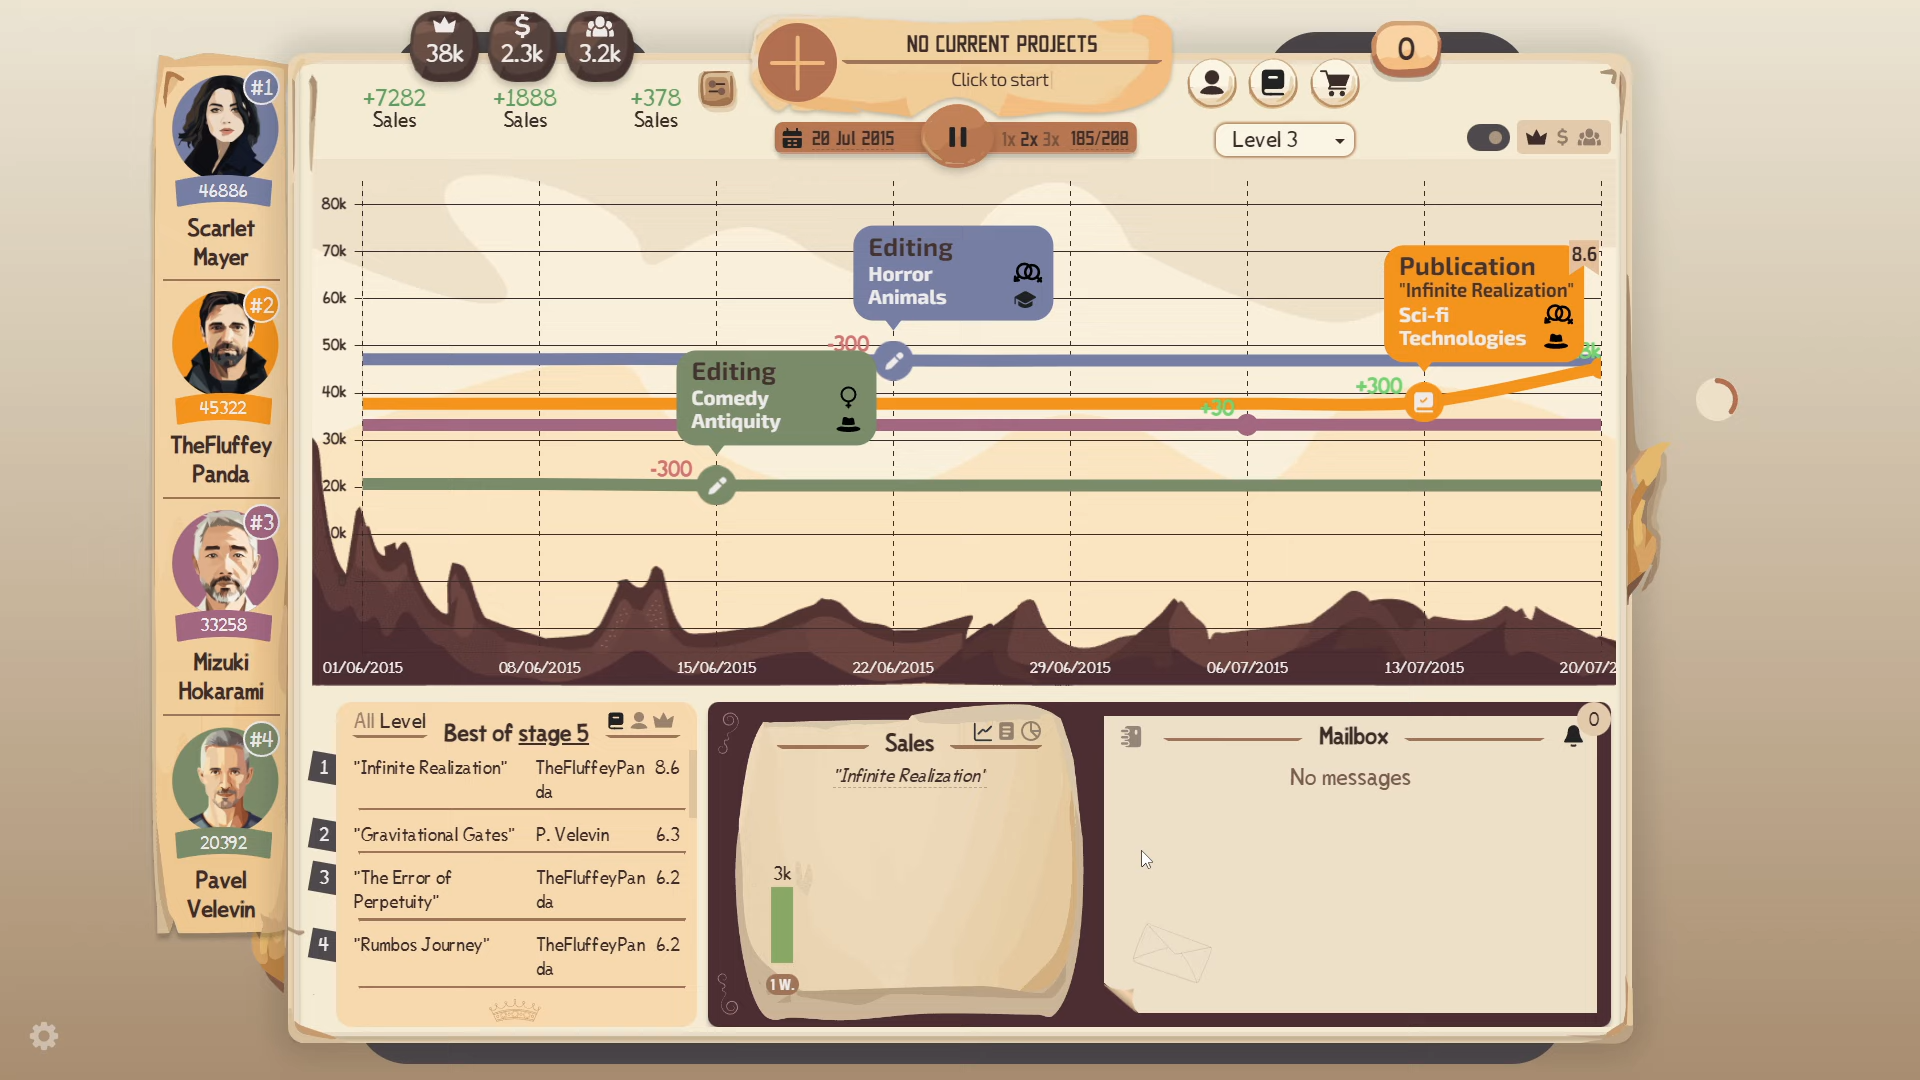 38k
2.3k
3.2k
+7282
Sales
+1888
Sales
+378
Sales
NO CURRENT PROJECTS
Click to start
20 Jul 2015
1x 2x 3x 185/208
0
Level 3
$
#1
46886
Scarlet
Mayer
#2
45322
TheFluffey
Panda
#3
33258
Mizuki
Hokarami
#4
20392
Pavel
Velevin
80k
70k
60k
50k
40k
30k
20k
0
Editing
Horror
Animals
-300
Editing
Comedy
Antiquity
-300
+30
+300
Publication
8.6
"Infinite Realization"
Sci-fi
Technologies
01/06/2015
08/06/2015
15/06/2015
22/06/2015
29/06/2015
06/07/2015
13/07/2015
20/07/2
All Level
Best of stage 5
1 "Infinite Realization" TheFluffeyPan 8.6
da
2 "Gravitational Gates" P. Velevin 6.3
3 "The Error of TheFluffeyPan 6.2
Perpetuity" da
4 "Rumbos Journey" TheFluffeyPan 6.2
da
Sales
"Infinite Realization"
3k
1 W.
Mailbox
0
No messages